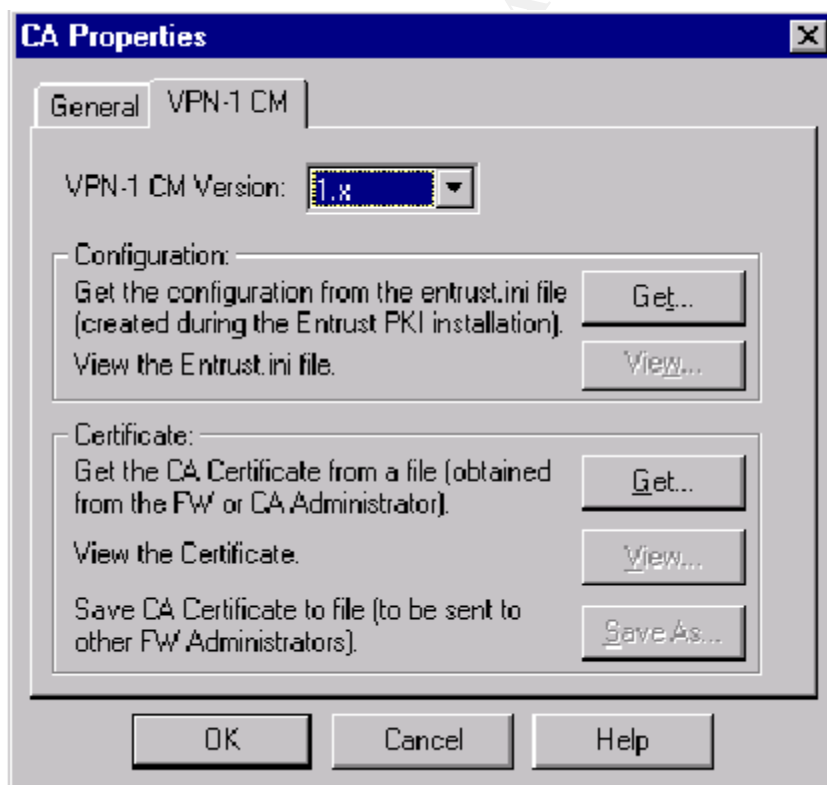 CA Properties
General VPN-1 CM
VPN-1 CM Version: 1.x
Configuration:
Get the configuration from the entrust.ini file
(created during the Entrust PKI installation).
Get...
View the Entrust.ini file.
View...
Certificate:
Get the CA Certificate from a file (obtained
from the FW or CA Administrator).
Get...
View the Certificate.
View...
Save CA Certificate to file (to be sent to
other FW Administrators).
Save As...
OK Cancel Help